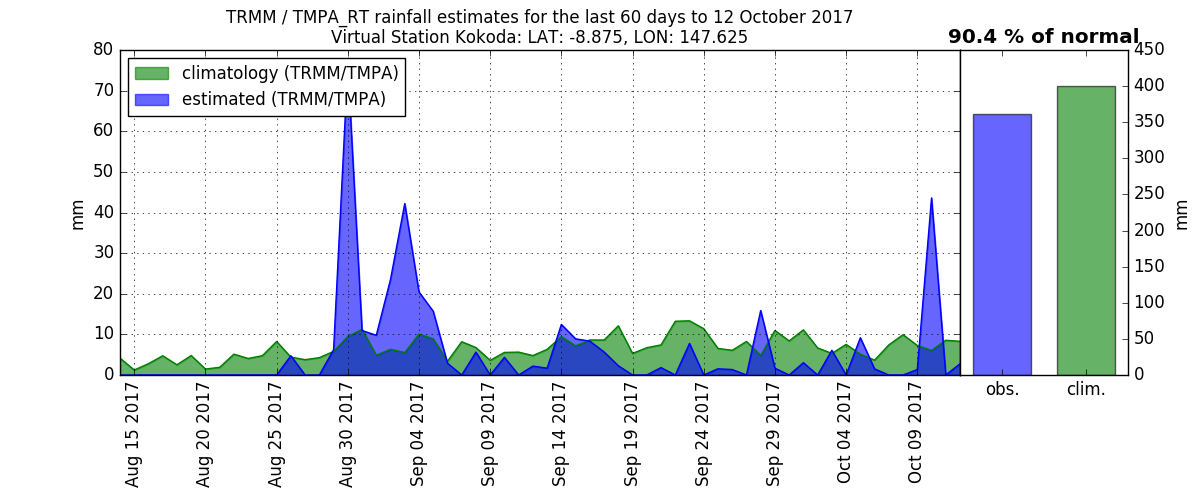 TRMM / TMPA_RT rainfall estimates for the last 60 days to 12 October 2017
Virtual Station Kokoda: LAT: -8.875, LON: 147.625
90.4 % of normal
climatology (TRMM/TMPA)
estimated (TRMM/TMPA)
80
70
60
50
40
30
20
10
0
mm
Aug 15 2017
Aug 20 2017
Aug 25 2017
Aug 30 2017
Sep 04 2017
Sep 09 2017
Sep 14 2017
Sep 19 2017
Sep 24 2017
Sep 29 2017
Oct 04 2017
Oct 09 2017
450
400
350
300
250
200
150
100
50
0
mm
obs.
clim.